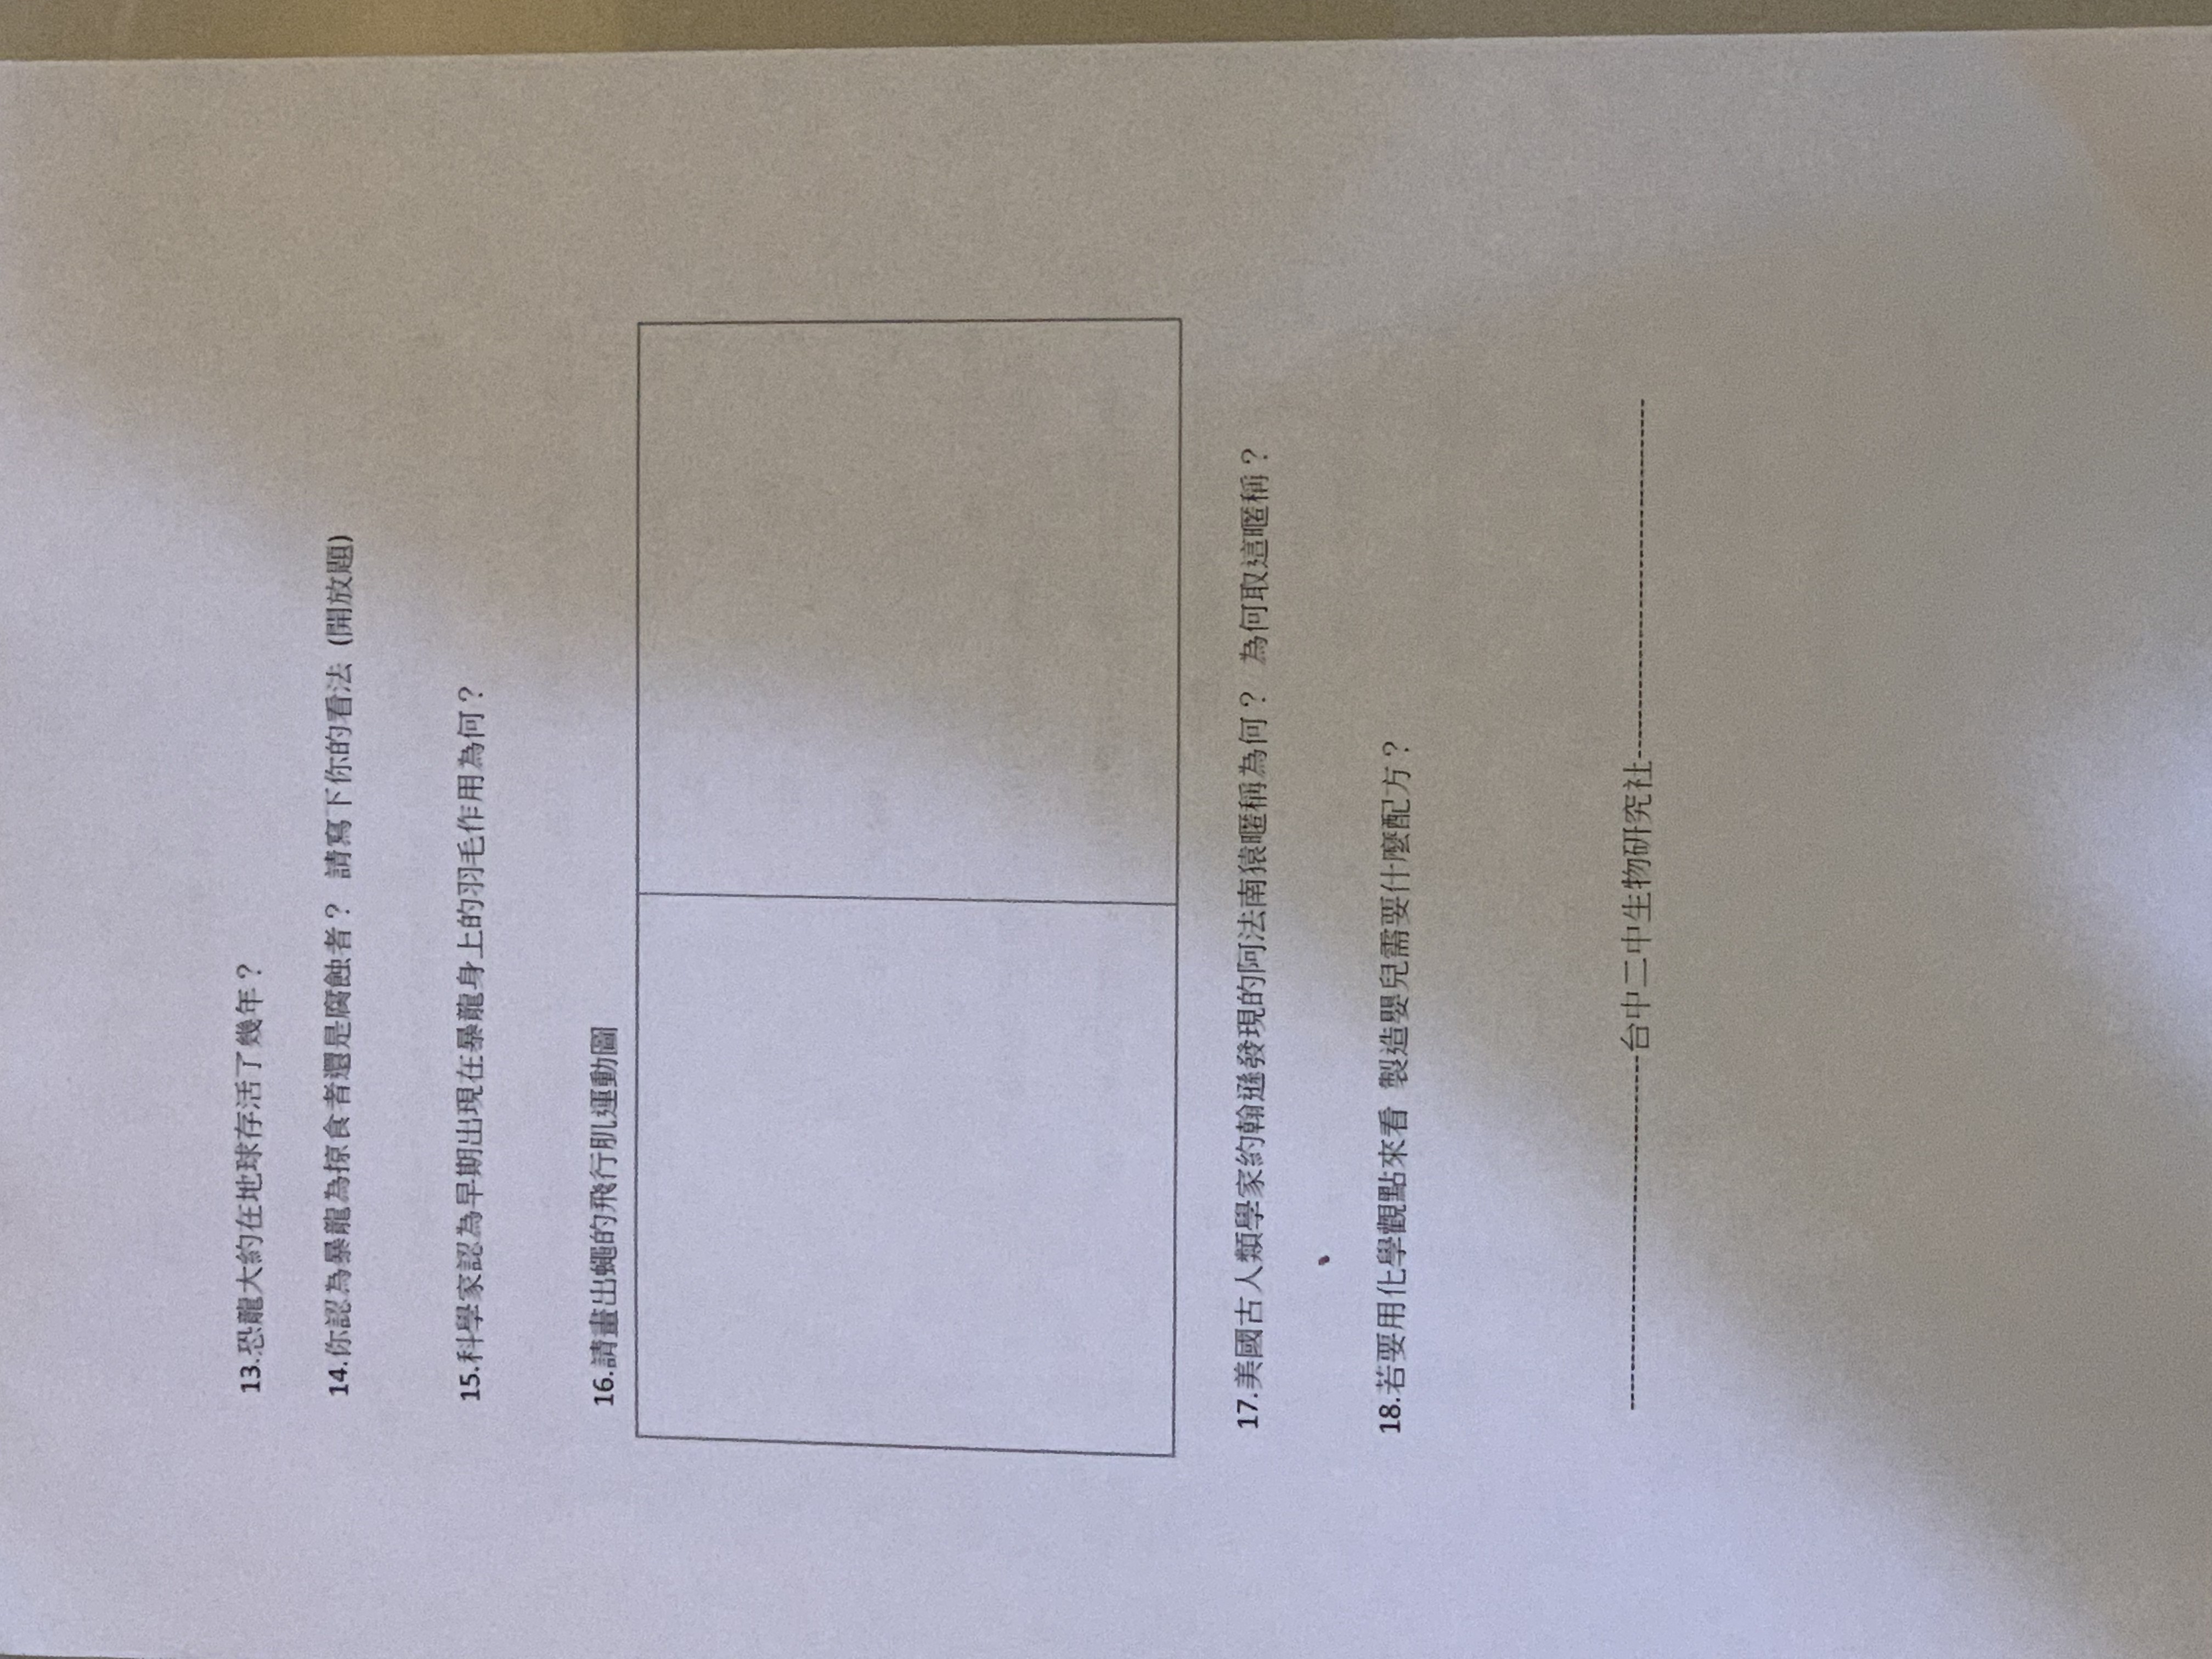 13.恐龍大約在地球存活了幾年？
14.你認為暴龍為掠食者還是腐蝕者？ 請寫下你的看法 (開放題)
15.科學家認為早期出現在暴龍身上的羽毛作用為何？
16.請畫出蠅的飛行肌運動圖
17.美國古人類學家約翰遜發現的阿法南猿暱稱為何？ 為何取這暱稱？
18.若要用化學觀點來看 製造嬰兒需要什麼配方？
------------------------------台中二中生物研究社------------------------------